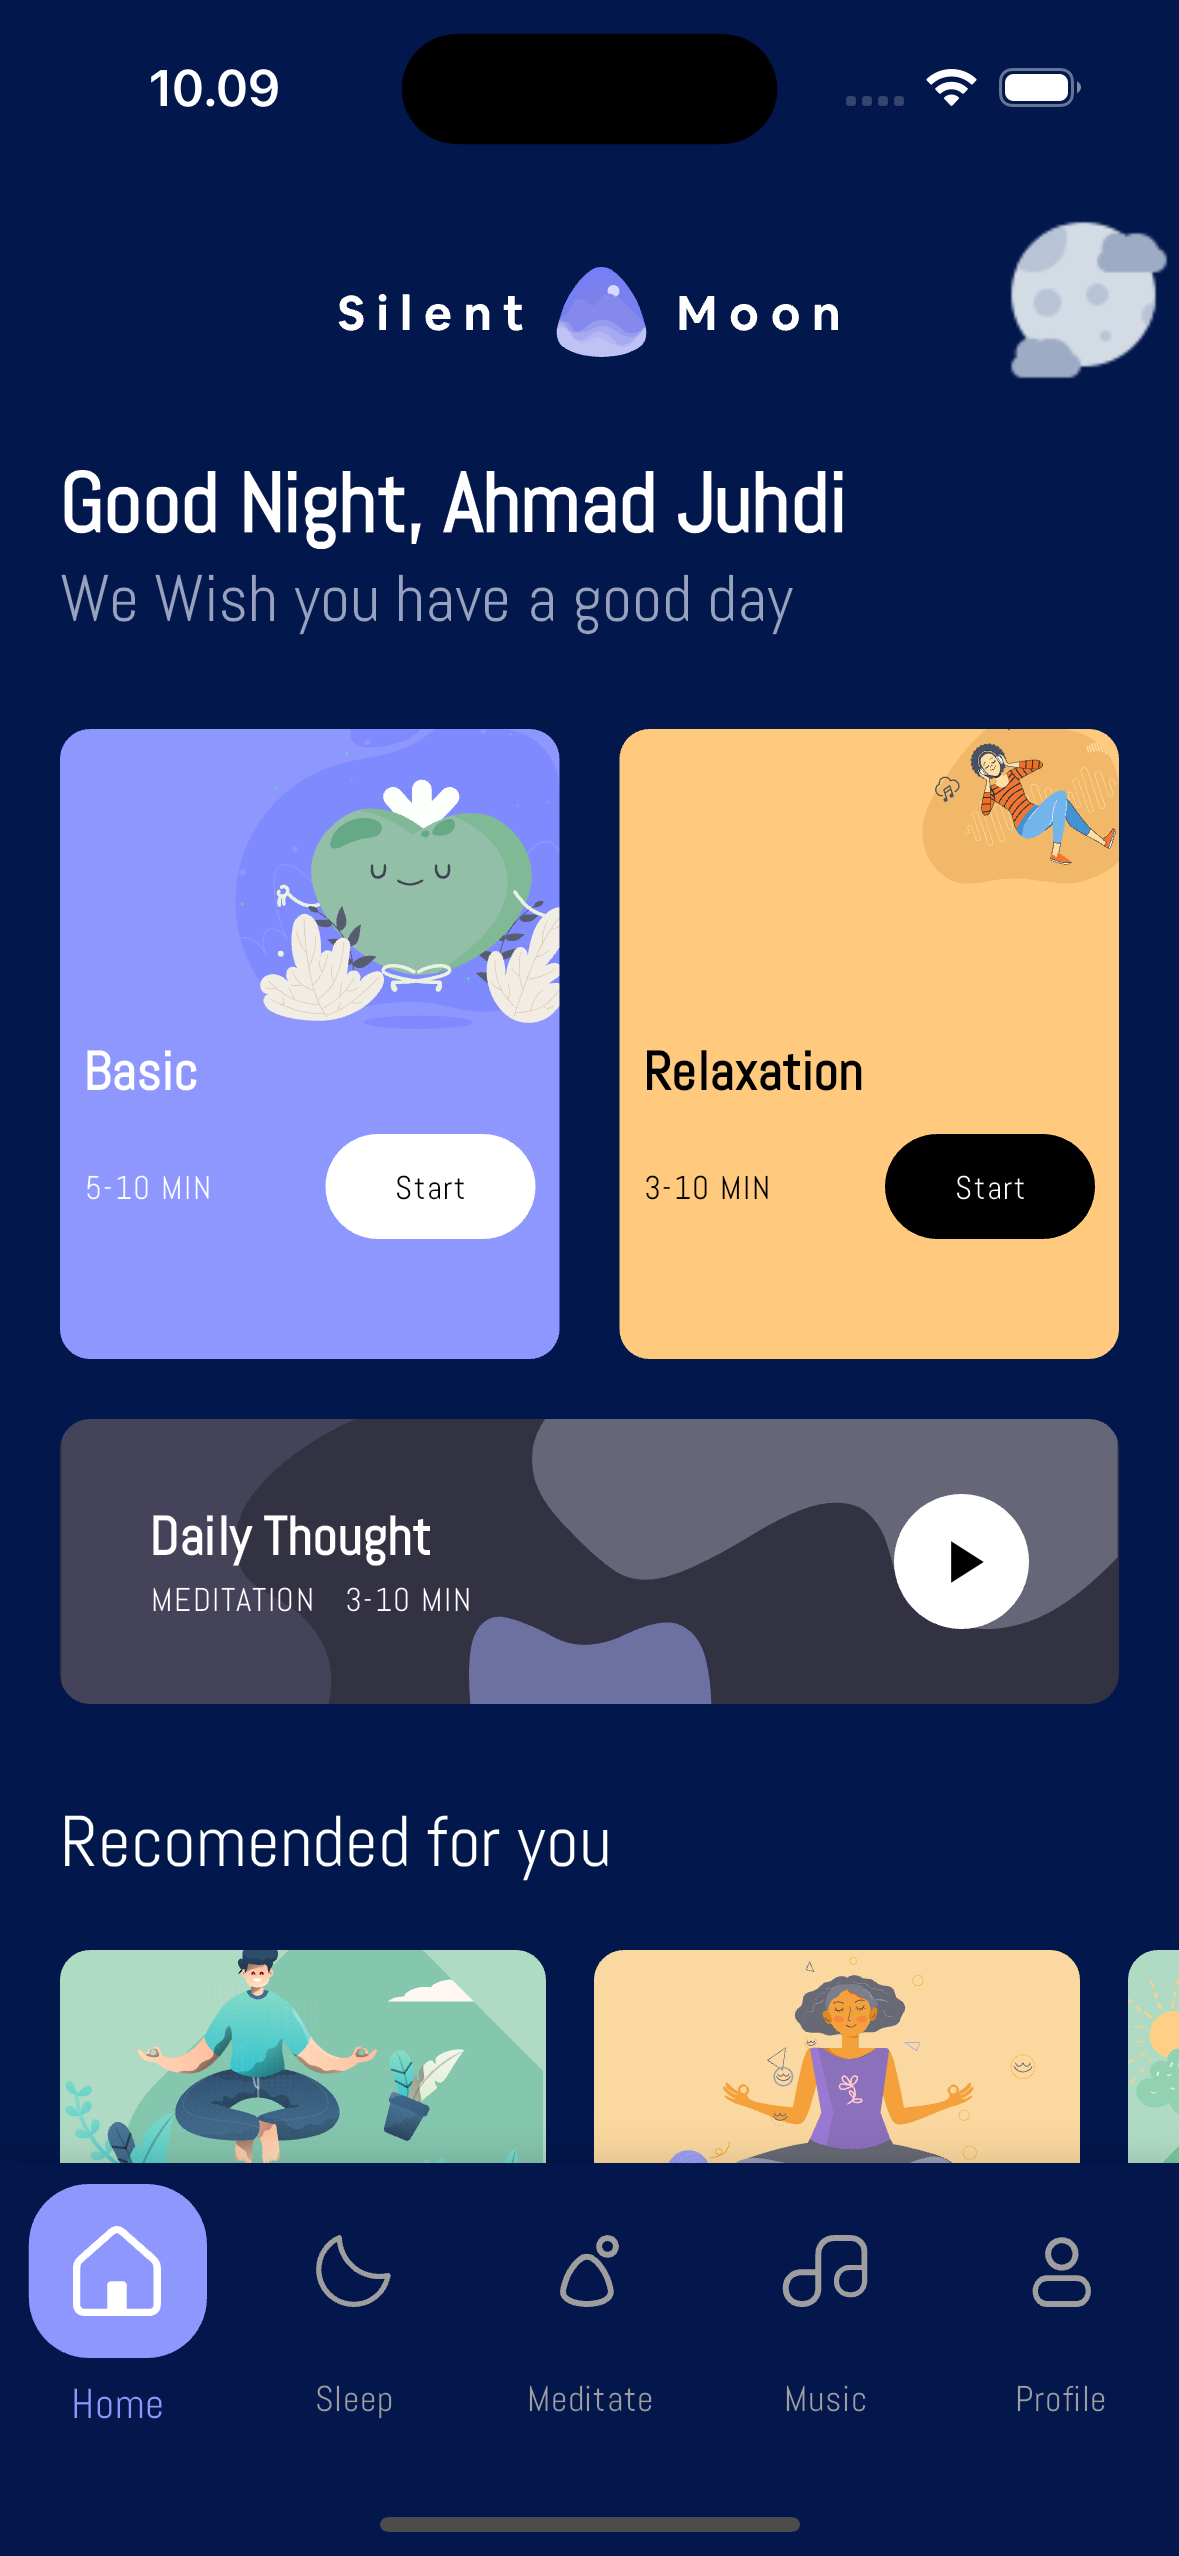 10.09
Silent Moon
Good Night, Ahmad Juhdi
We Wish you have a good day
Basic
5-10 MIN
Start
Relaxation
3-10 MIN
Start
Daily Thought
MEDITATION 3-10 MIN
Recomended for you
Home
Sleep
Meditate
Music
Profile